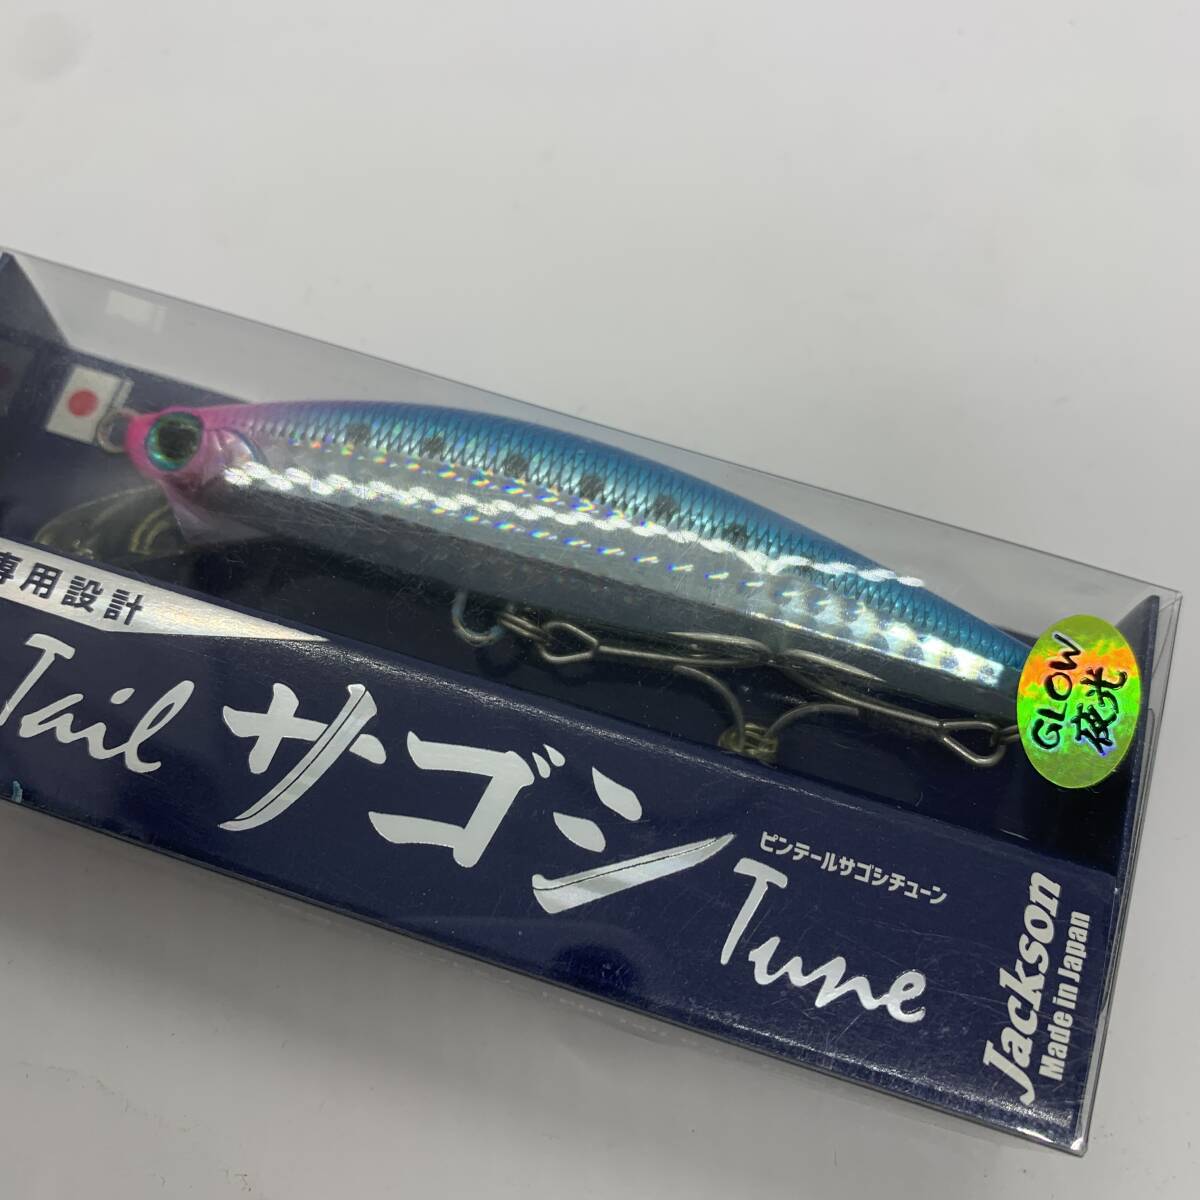 専用設計
Tail サゴシ Tune
ピンテールサゴシチューン
Jackson
Made in Japan
GLOW
夜光